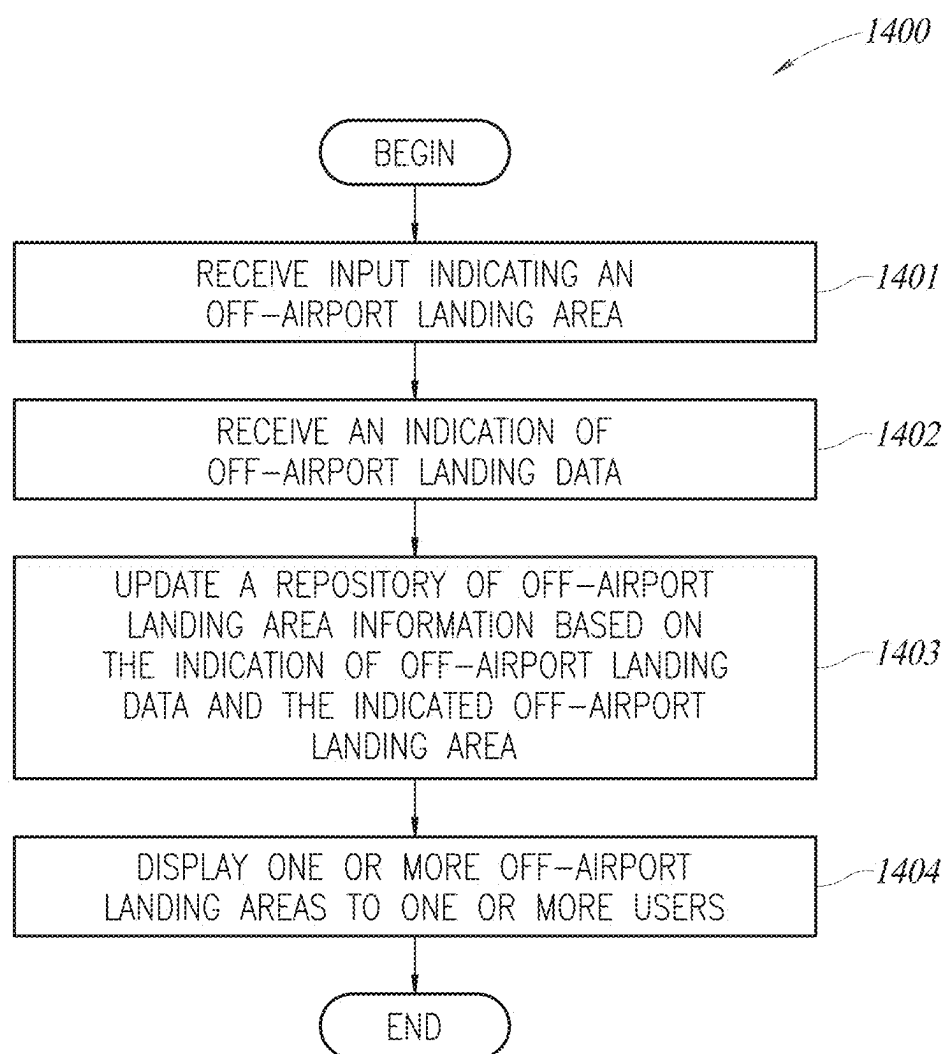 1400
BEGIN
RECEIVE INPUT INDICATING AN
OFF-AIRPORT LANDING AREA
1401
RECEIVE AN INDICATION OF
OFF-AIRPORT LANDING DATA
1402
UPDATE A REPOSITORY OF OFF-AIRPORT
LANDING AREA INFORMATION BASED ON
THE INDICATION OF OFF-AIRPORT LANDING
DATA AND THE INDICATED OFF-AIRPORT
LANDING AREA
1403
DISPLAY ONE OR MORE OFF-AIRPORT
LANDING AREAS TO ONE OR MORE USERS
1404
END